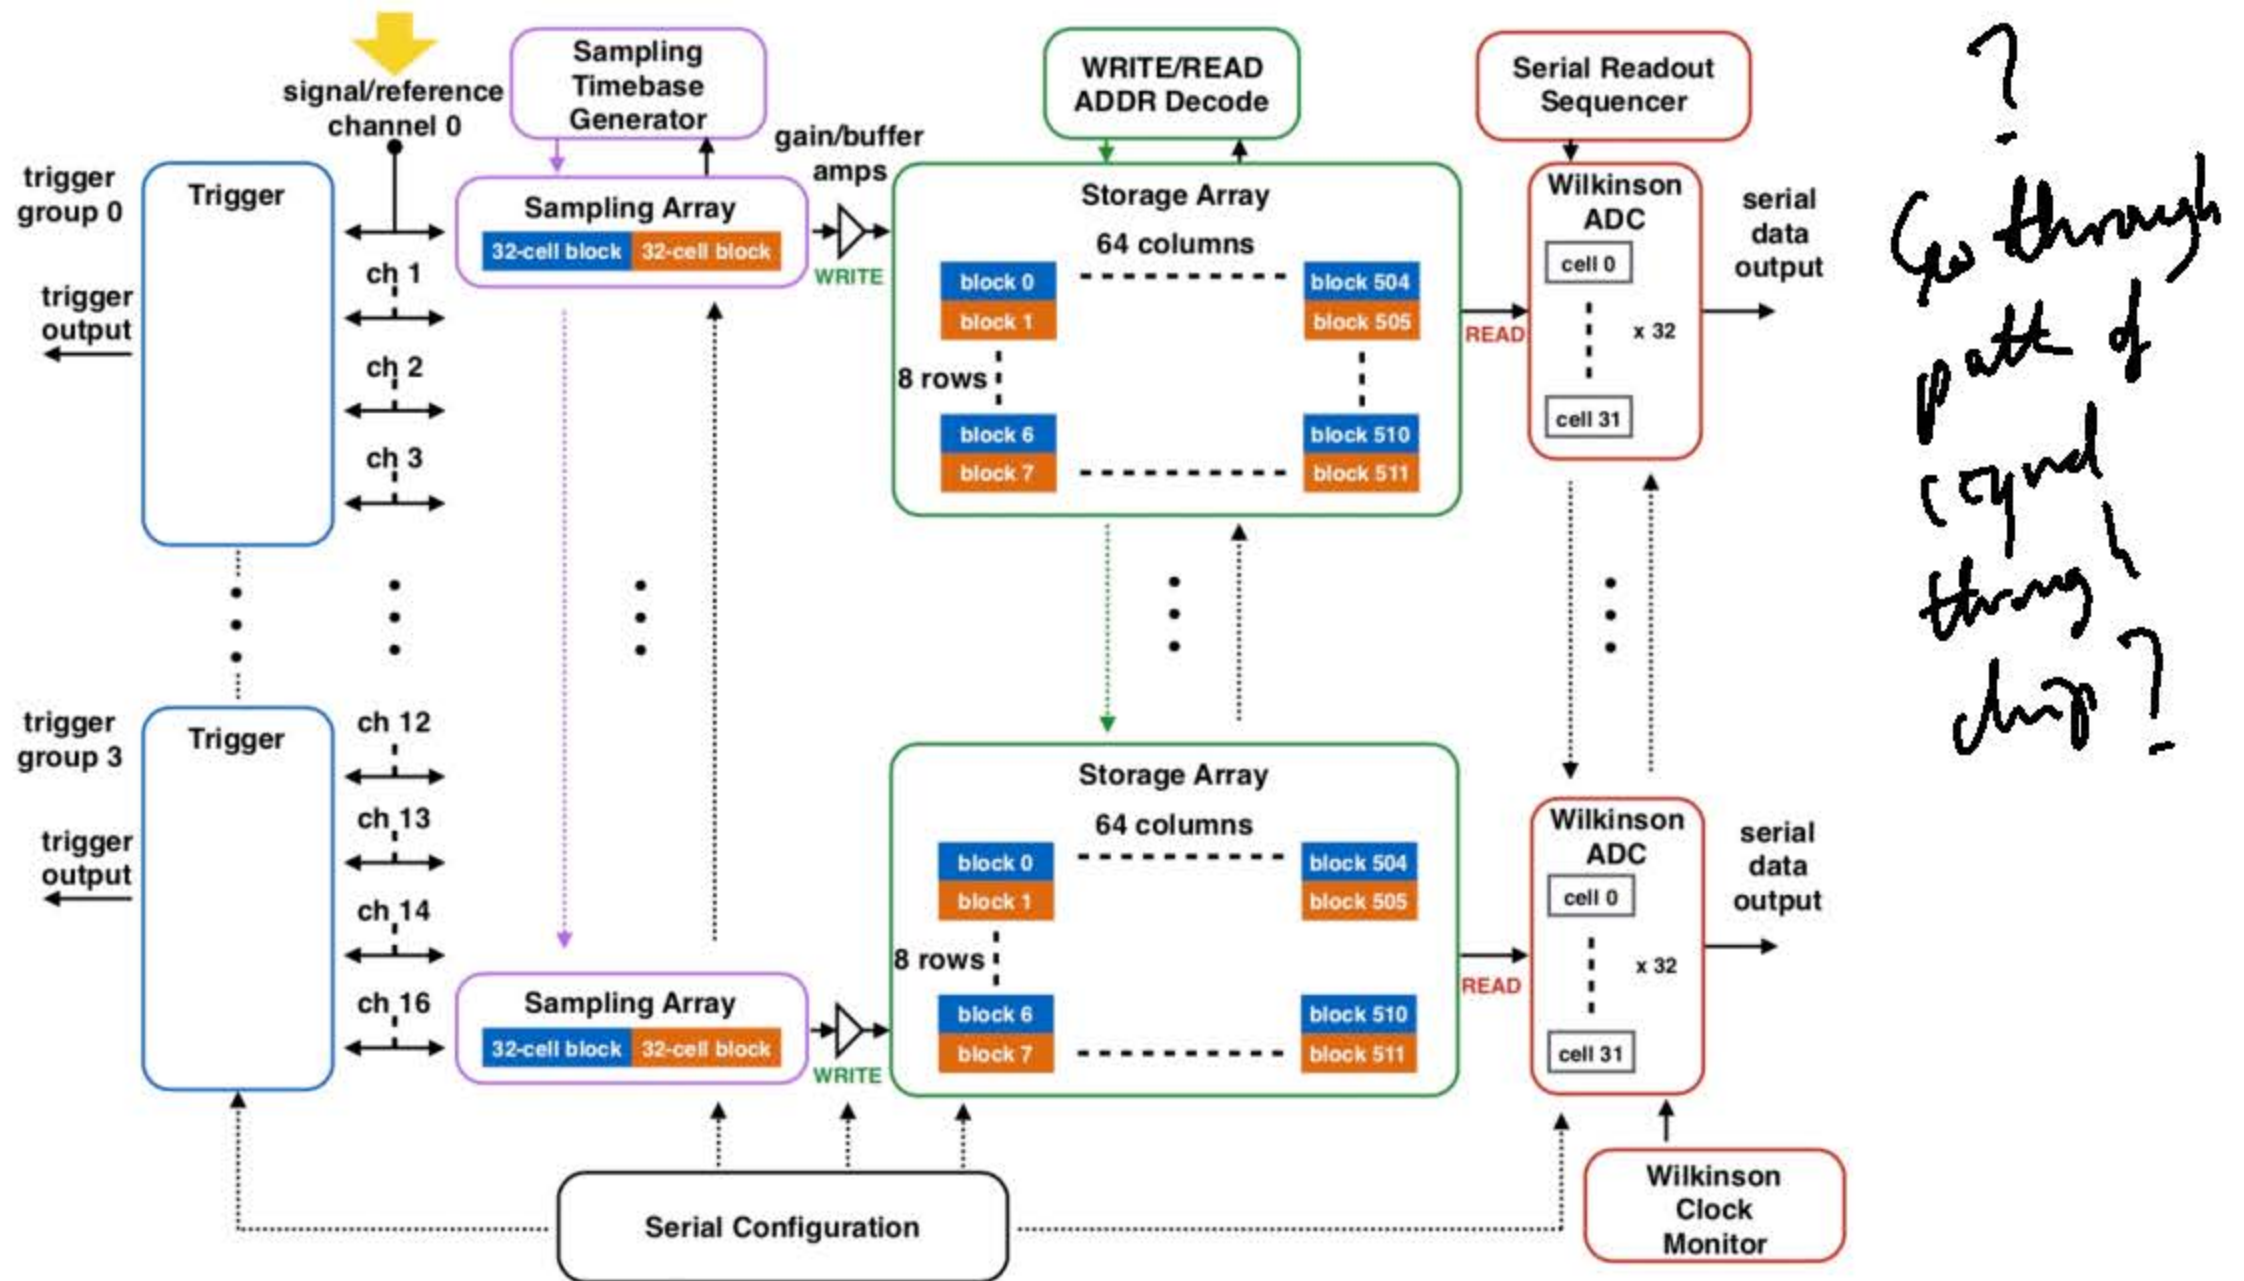 signal/reference
channel 0
Sampling
Timebase
Generator
WRITE/READ
ADDR Decode
Serial Readout
Sequencer
gain/buffer
amps
trigger
group 0
Trigger
trigger
output
ch 1
ch 2
ch 3
Sampling Array
32-cell block 32-cell block
WRITE
Storage Array
64 columns
block 0
block 504
block 1
block 505
8 rows
block 6
block 510
block 7
block 511
READ
Wilkinson
ADC
cell 0
x 32
cell 31
serial
data
output
?
Go through
path of
signal
through
chip?
trigger
group 3
Trigger
trigger
output
ch 12
ch 13
ch 14
ch 16
Sampling Array
32-cell block 32-cell block
WRITE
Storage Array
64 columns
block 0
block 504
block 1
block 505
8 rows
block 6
block 510
block 7
block 511
READ
Wilkinson
ADC
cell 0
x 32
cell 31
serial
data
output
Serial Configuration
Wilkinson
Clock
Monitor